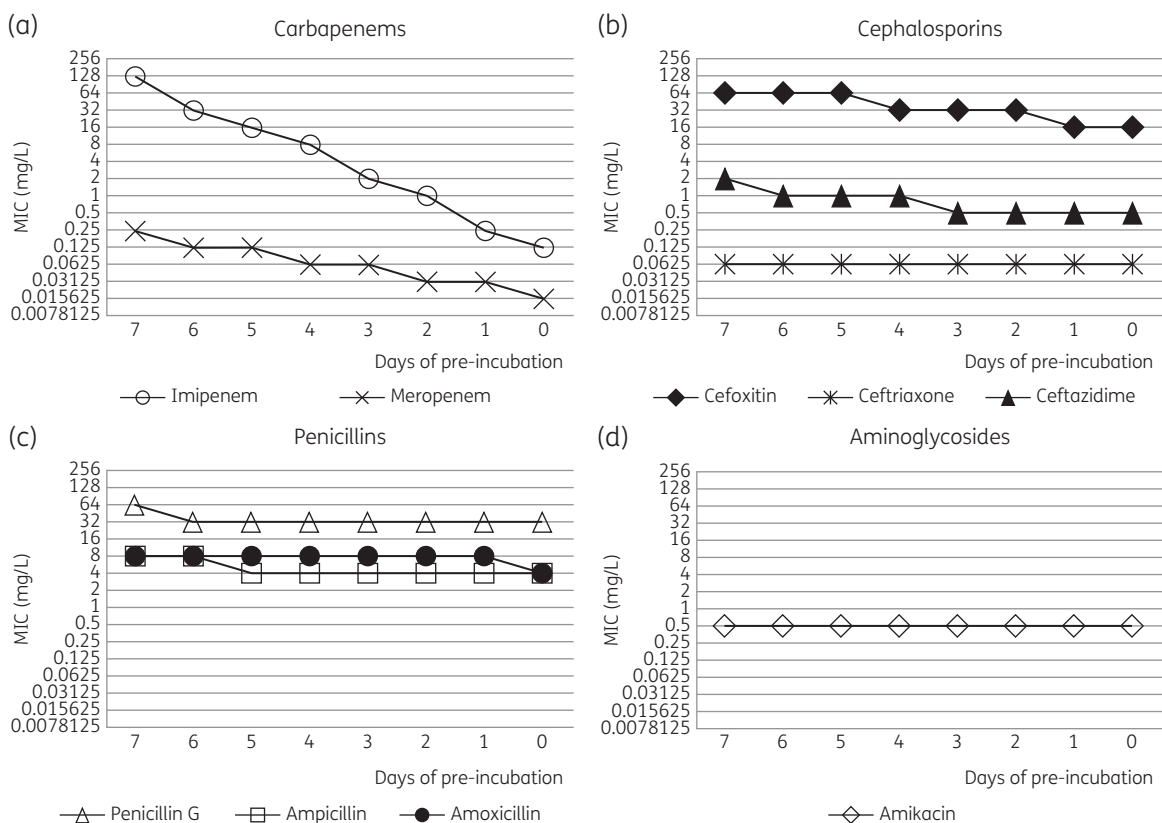 (a)
Carbapenems
256
128
64
32
16
8
4
2
1
0.5
0.25
0.125
0.0625
0.03125
0.015625
0.0078125
MIC (mg/L)
7 6 5 4 3 2 1 0
Days of pre-incubation
Imipenem Meropenem
(b)
Cephalosporins
256
128
64
32
16
8
4
2
1
0.5
0.25
0.125
0.0625
0.03125
0.015625
0.0078125
MIC (mg/L)
7 6 5 4 3 2 1 0
Days of pre-incubation
Cefoxitin Ceftriaxone Ceftazidime
(c)
Penicillins
256
128
64
32
16
8
4
2
1
0.5
0.25
0.125
0.0625
0.03125
0.015625
0.0078125
MIC (mg/L)
7 6 5 4 3 2 1 0
Days of pre-incubation
Penicillin G Ampicillin Amoxicillin
(d)
Aminoglycosides
256
128
64
32
16
8
4
2
1
0.5
0.25
0.125
0.0625
0.03125
0.015625
0.0078125
MIC (mg/L)
7 6 5 4 3 2 1 0
Days of pre-incubation
Amikacin